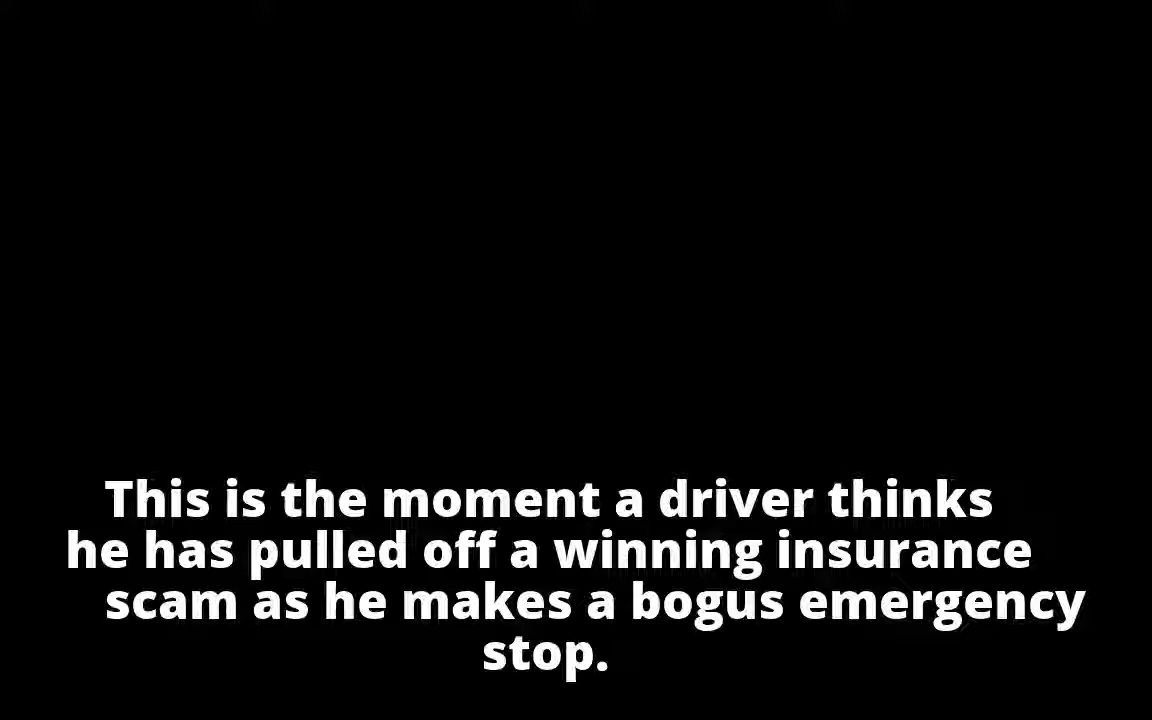 This is the moment a driver thinks
he has pulled off a winning insurance
scam as he makes a bogus emergency
stop.